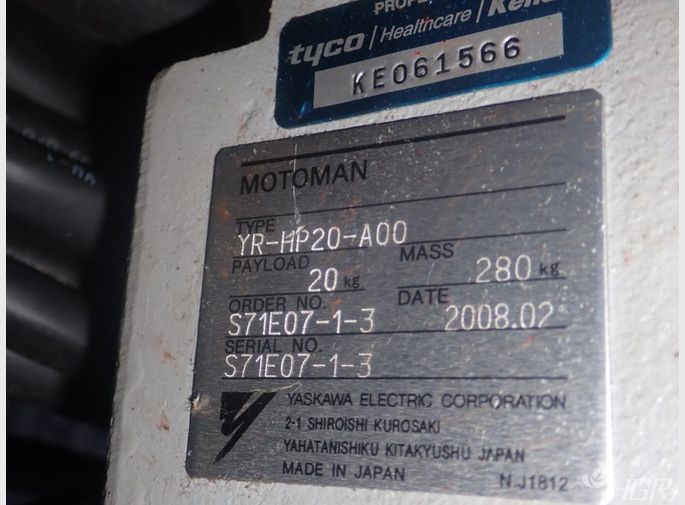 tyco / Healthcare /
KE061566
MOTOMAN
TYPE YR-HP20-A00
PAYLOAD 20 kg MASS 280 kg
ORDER NO. S71E07-1-3 DATE 2008.02
SERIAL NO. S71E07-1-3
YASKAWA ELECTRIC CORPORATION
2-1 SHIROISHI KUROSAKI
YAHATANISHIKU KITAKYUSHU JAPAN
MADE IN JAPAN NJ1812
HGR